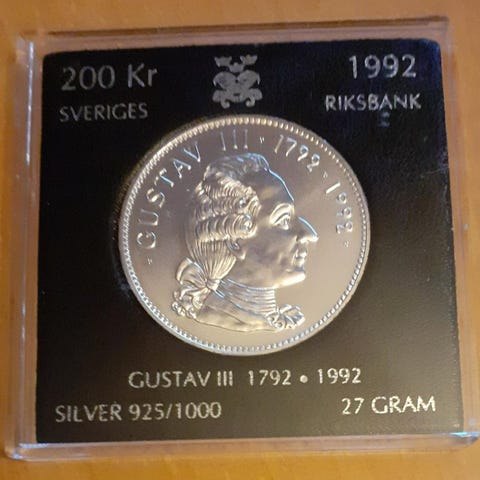 200 Kr 1992
SVERIGES RIKSBANK
GUSTAV III · 1792 · 1992 ·
GUSTAV III 1792 • 1992
SILVER 925/1000 27 GRAM